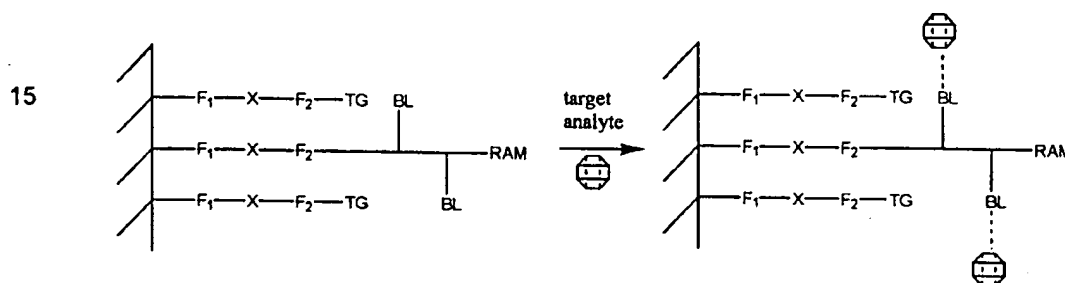 15
F₁—X—F₂—TG BL
F₁—X—F₂ RAM
F₁—X—F₂—TG BL
target
analyte
F₁—X—F₂—TG BL
F₁—X—F₂ RAM
F₁—X—F₂—TG BL